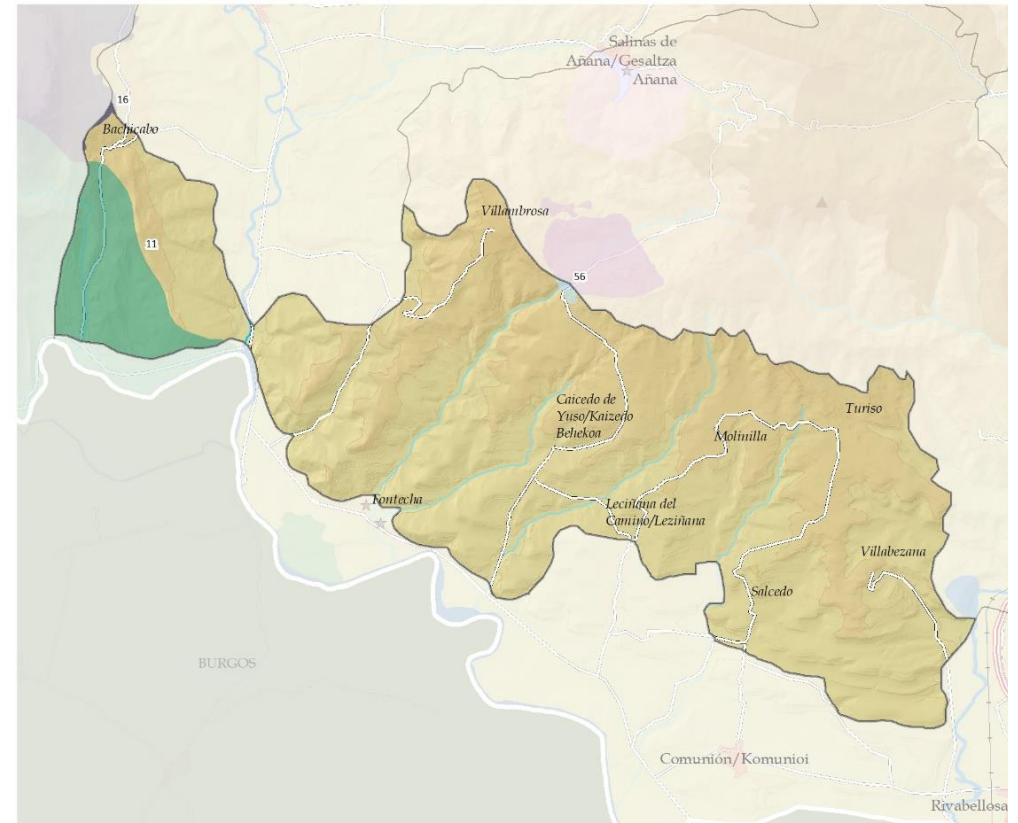 Salinas de
Añana/Gesaltza
Añana
16
Bachicabo
Villambrosa
11
56
Caicedo de
Yuso/Kaizedo
Behekoa
Turiso
Molinilla
Fontecha
Leciñana del
Camino/Leziñana
Villabezana
Salcedo
BURGOS
Comunión/Komunioi
Rivabellosa